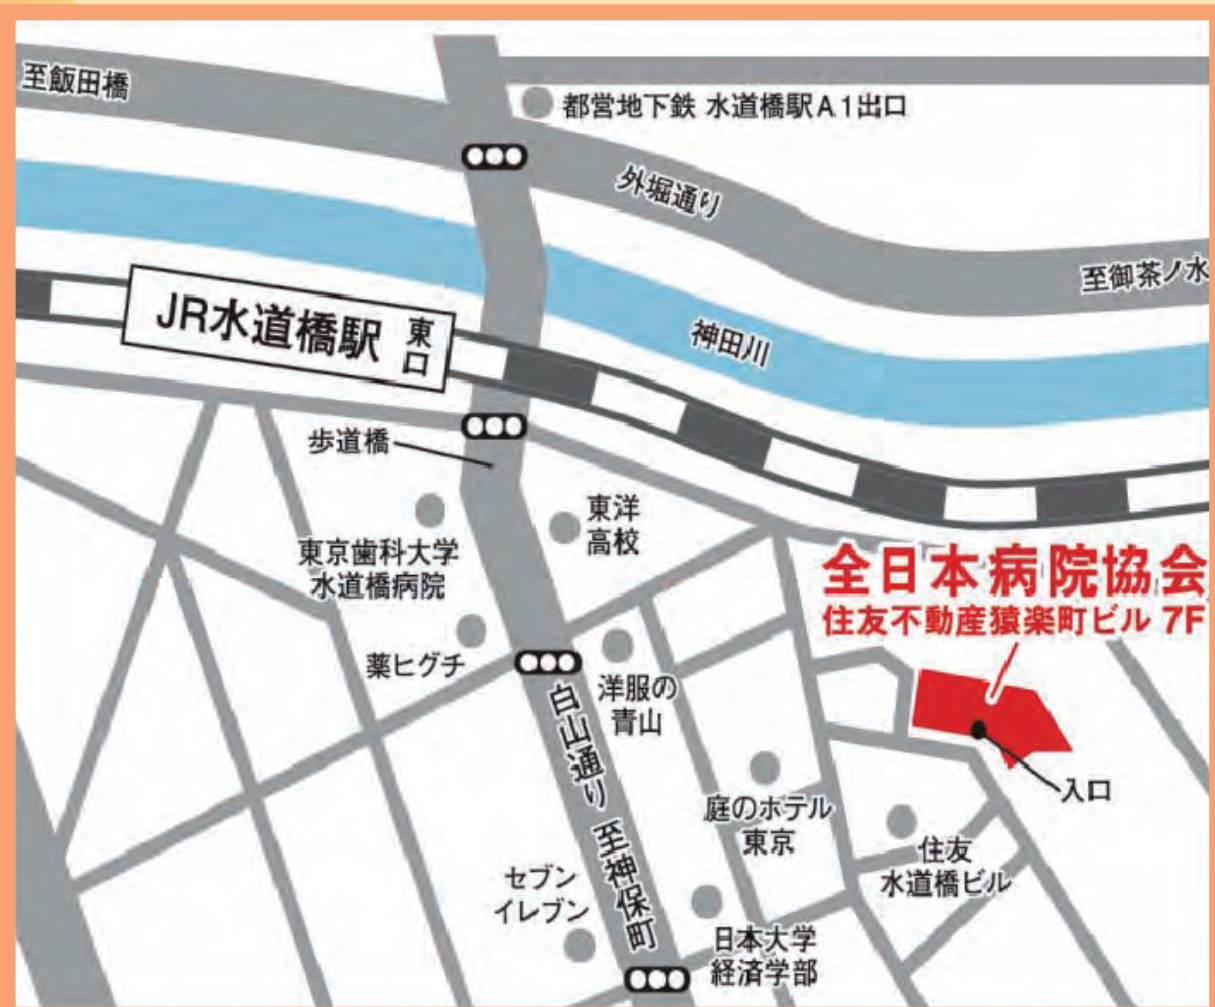 至飯田橋
都営地下鉄 水道橋駅A1出口
外堀通り
至御茶ノ水
JR水道橋駅 東口
神田川
歩道橋
東洋
高校
東京歯科大学
水道橋病院
全日本病院協会
住友不動産猿楽町ビル 7F
薬ヒグチ
洋服の
青山
白山通り 至神保町
入口
庭のホテル
東京
住友
水道橋ビル
セブン
イレブン
日本大学
経済学部